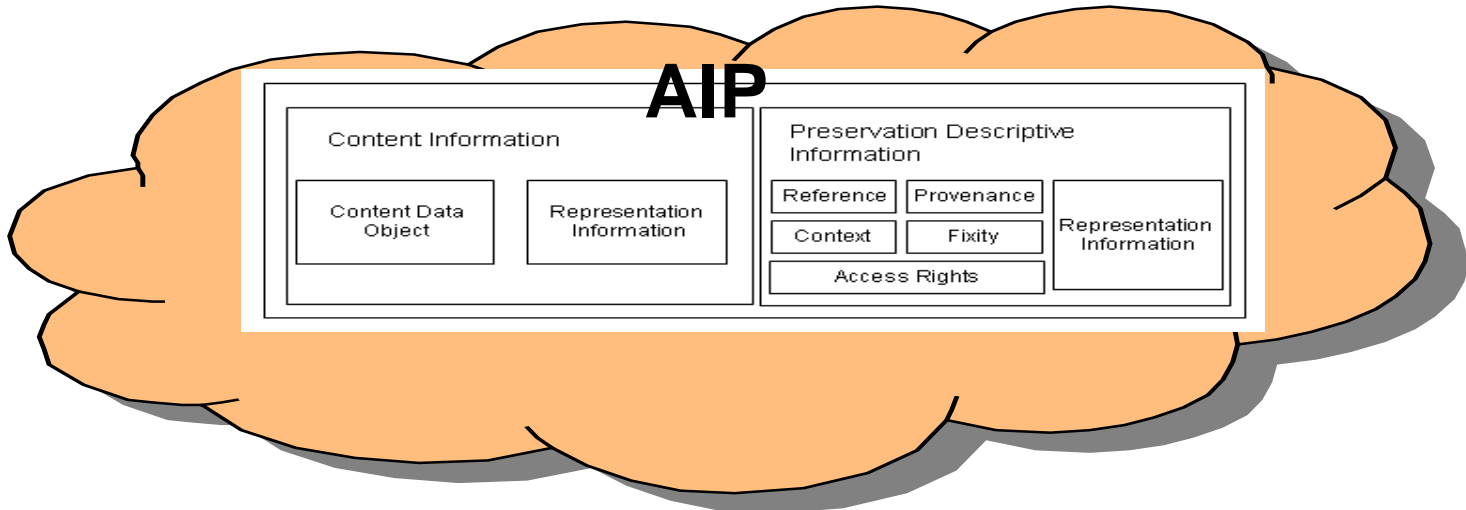 AIP
Content Information
Content Data
Object
Representation
Information
Preservation Descriptive
Information
Reference
Provenance
Context
Fixity
Access Rights
Representation
Information